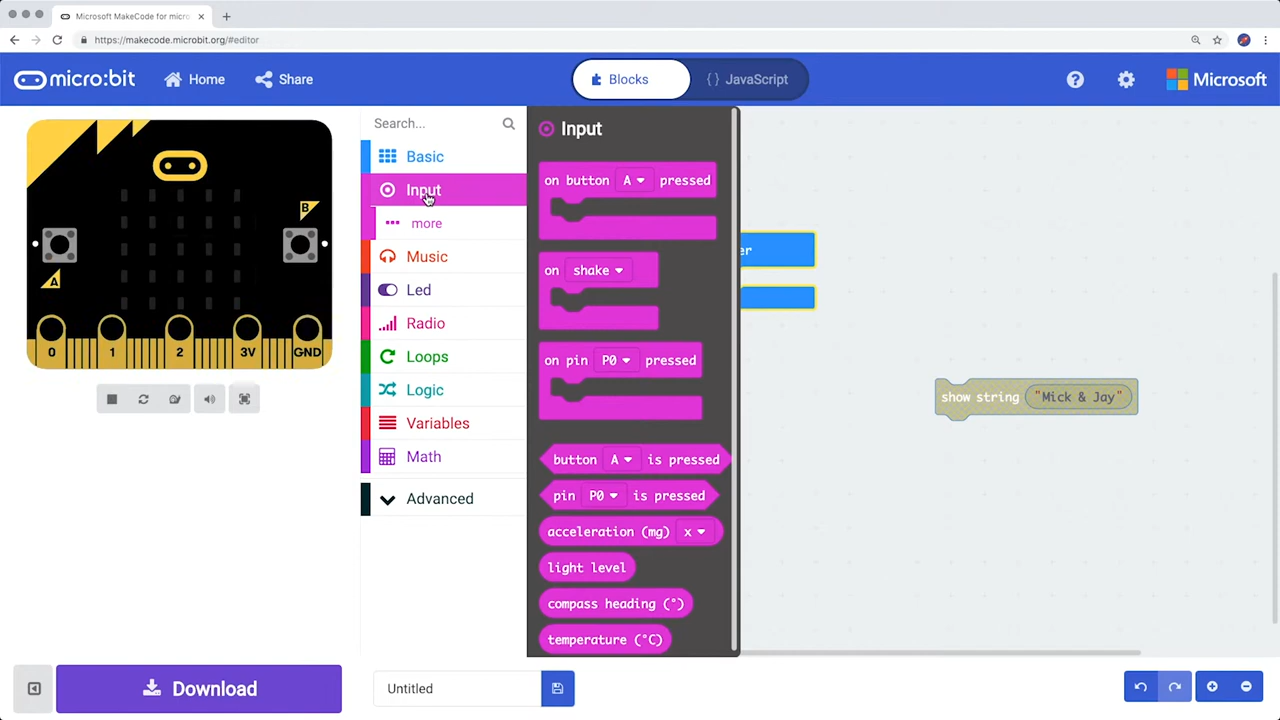 Microsoft MakeCode for micro
https://makecode.microbit.org/#editor
micro:bit
Home
Share
Blocks
{ } JavaScript
?
Microsoft
B
A
0 1 2 3V GND
Search...
Basic
Input
more
Music
Led
Radio
Loops
Logic
Variables
Math
Advanced
Input
on button A pressed
on shake
on pin P0 pressed
button A is pressed
pin P0 is pressed
acceleration (mg) x
light level
compass heading (°)
temperature (°C)
er
show string "Mick & Jay"
Download
Untitled